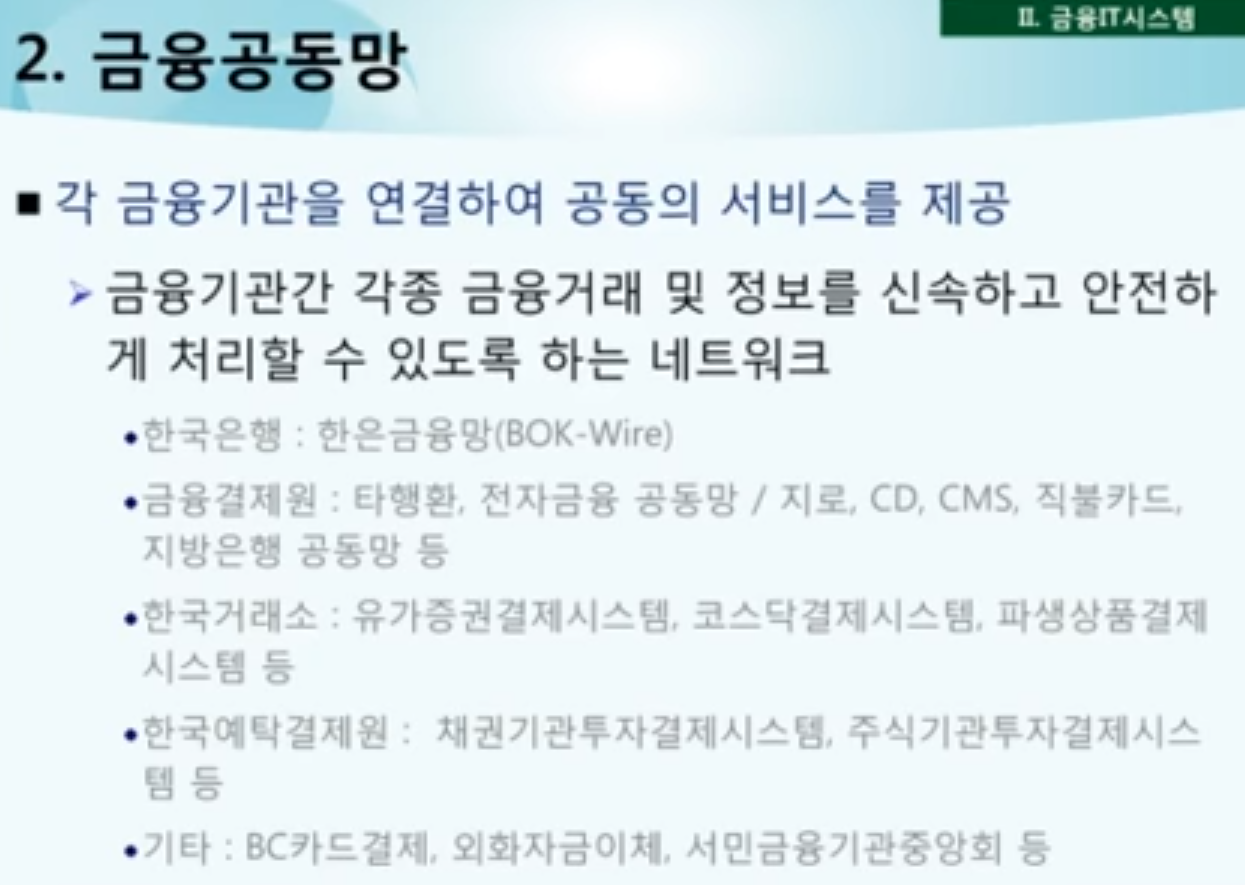 II. 금융IT시스템
2. 금융공동망
■ 각 금융기관을 연결하여 공동의 서비스를 제공
➢ 금융기관간 각종 금융거래 및 정보를 신속하고 안전하
게 처리할 수 있도록 하는 네트워크
•한국은행 : 한은금융망(BOK-Wire)
•금융결제원 : 타행환, 전자금융 공동망 / 지로, CD, CMS, 직불카드,
지방은행 공동망 등
•한국거래소 : 유가증권결제시스템, 코스닥결제시스템, 파생상품결제
시스템 등
•한국예탁결제원 : 채권기관투자결제시스템, 주식기관투자결제시스
템 등
•기타 : BC카드결제, 외화자금이체, 서민금융기관중앙회 등